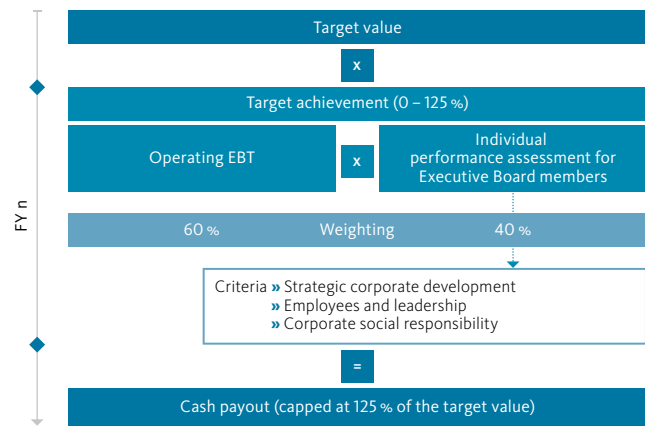 Target value
x
Target achievement (0 – 125 %)
Operating EBT
x
Individual
performance assessment for
Executive Board members
FY n
60 %
Weighting
40 %
Criteria » Strategic corporate development
» Employees and leadership
» Corporate social responsibility
=
Cash payout (capped at 125 % of the target value)